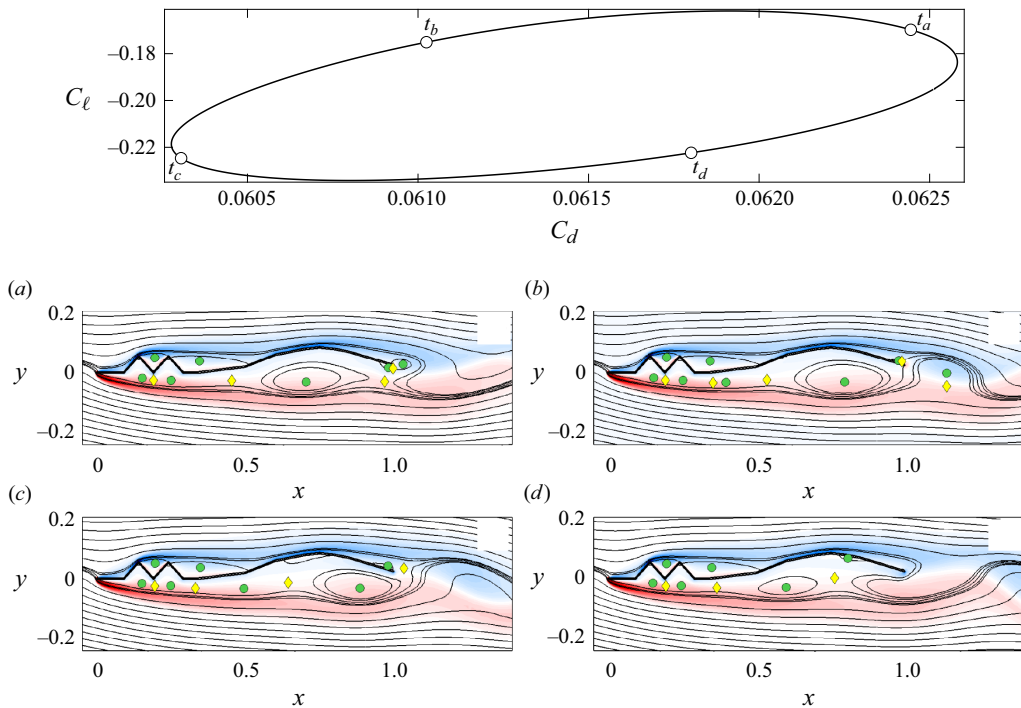 t_b
t_a
–0.18
C_ℓ –0.20
–0.22
t_c
t_d
0.0605 0.0610 0.0615 0.0620 0.0625
C_d
(a) (b)
0.2 0.2
y 0 y 0
–0.2 –0.2
0 0.5 1.0 0 0.5 1.0
x x
(c) (d)
0.2 0.2
y 0 y 0
–0.2 –0.2
0 0.5 1.0 0 0.5 1.0
x x